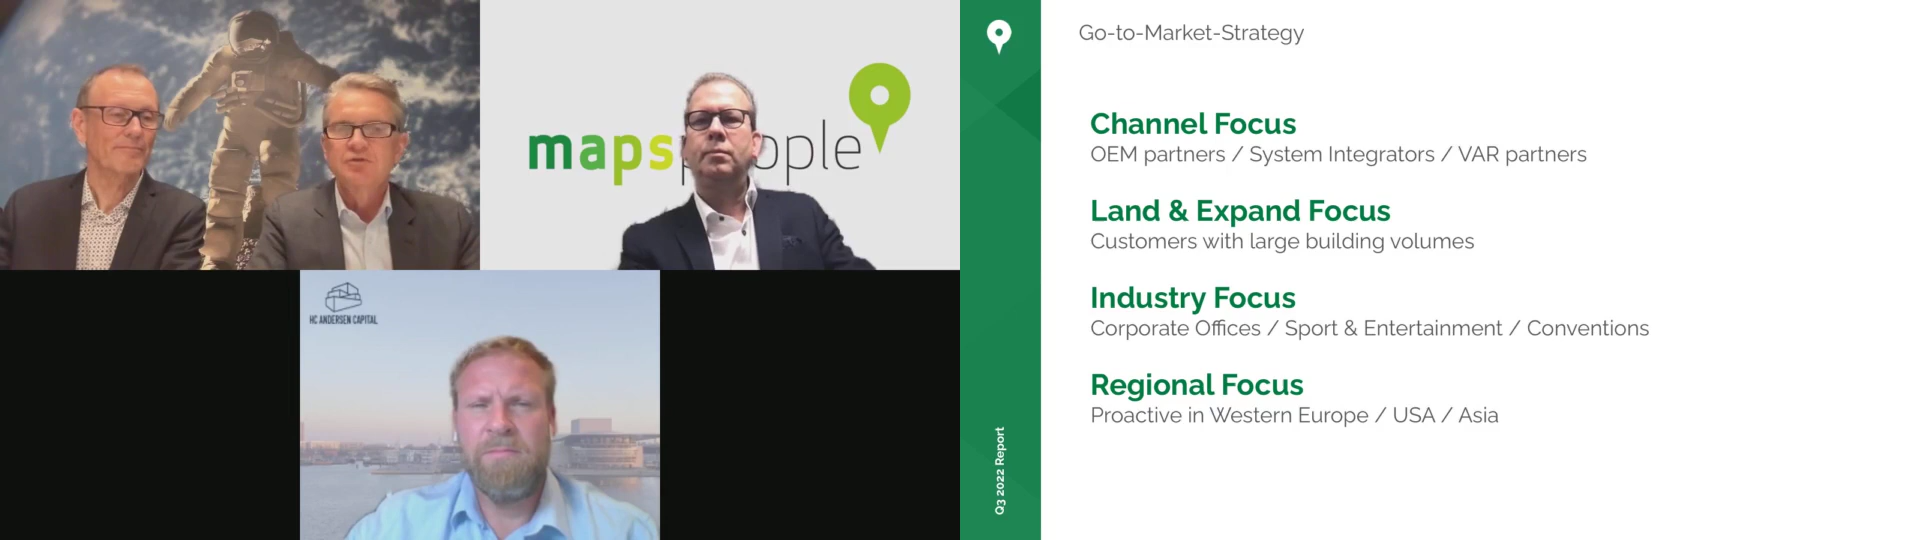 mapspeople
HC ANDERSEN CAPITAL
Q3 2022 Report
Go-to-Market-Strategy
Channel Focus
OEM partners / System Integrators / VAR partners
Land & Expand Focus
Customers with large building volumes
Industry Focus
Corporate Offices / Sport & Entertainment / Conventions
Regional Focus
Proactive in Western Europe / USA / Asia